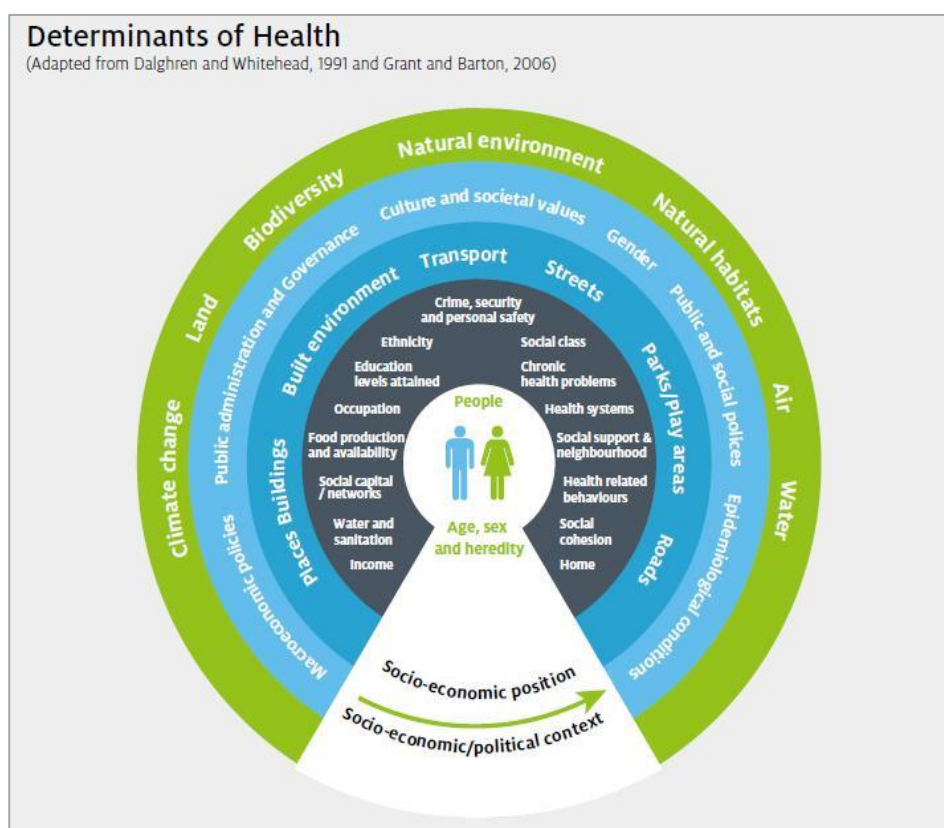 Determinants of Health
(Adapted from Dalghren and Whitehead, 1991 and Grant and Barton, 2006)
Climate change
Land
Biodiversity
Natural environment
Natural habitats
Air
Water
Macroeconomic policies
Public administration and Governance
Culture and societal values
Gender
Public and social polices
Epidemiological conditions
Places Buildings
Built environment
Transport
Streets
Parks/Play areas
Roads
Crime, security
and personal safety
Ethnicity
Education
levels attained
Occupation
Food production
and availability
Social capital
/ networks
Water and
sanitation
Income
Social class
Chronic
health problems
Health systems
Social support &
neighbourhood
Health related
behaviours
Social
cohesion
Home
People
Age, sex
and heredity
Socio-economic position
Socio-economic/political context